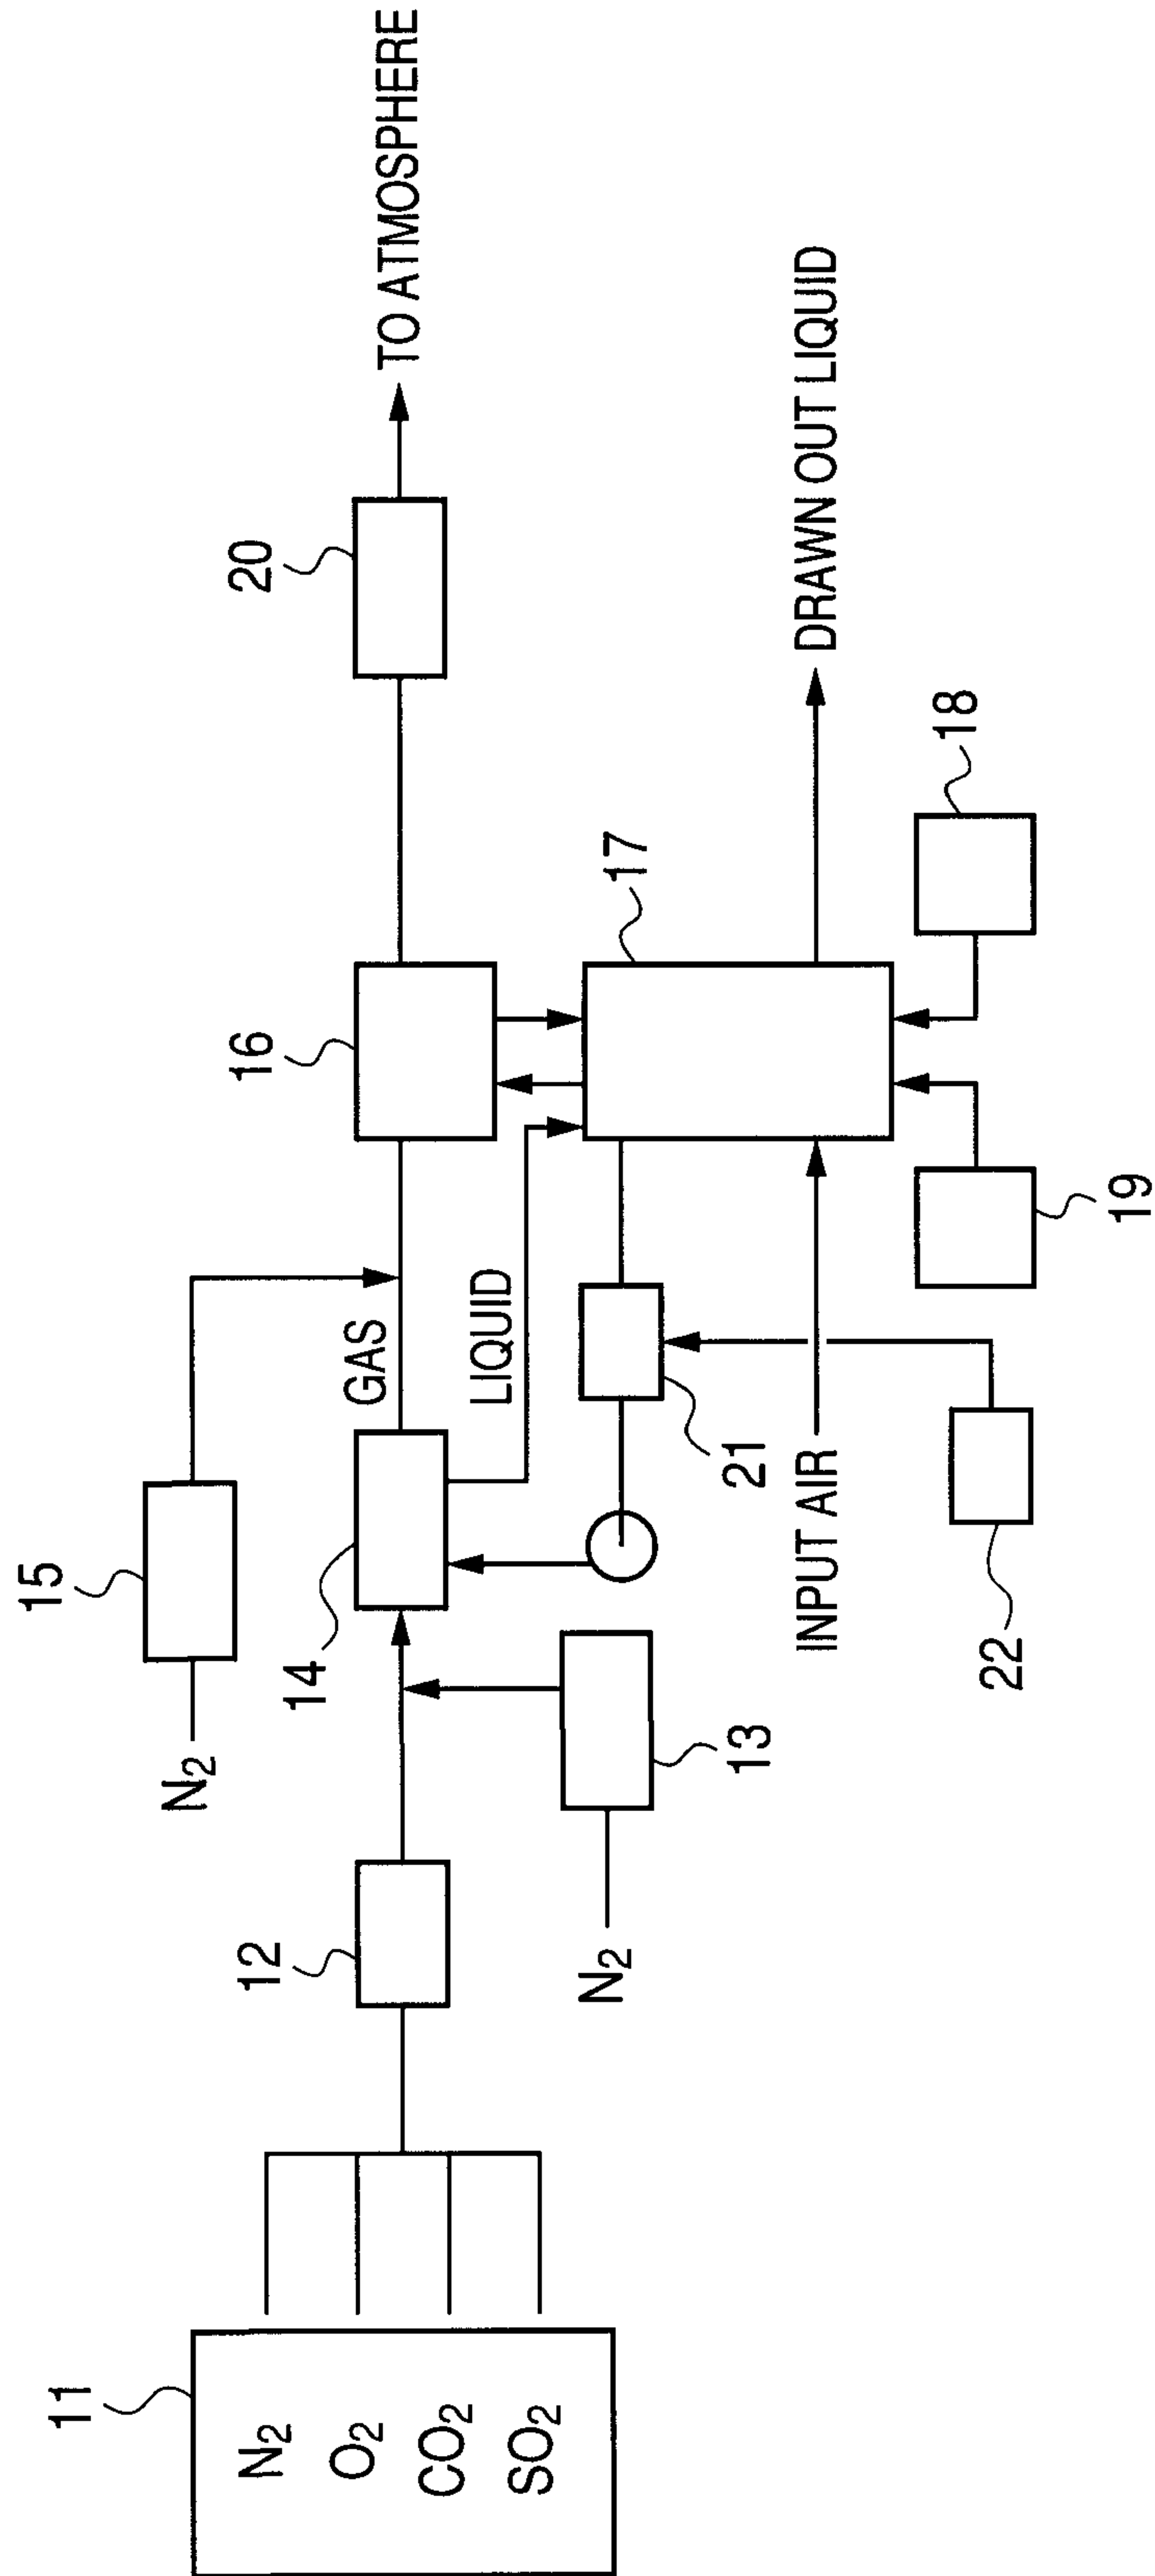 11
N₂
O₂
CO₂
SO₂
12
N₂
13
14
N₂
15
GAS
LIQUID
16
17
18
19
20
TO ATMOSPHERE
DRAWN OUT LIQUID
INPUT AIR
21
22